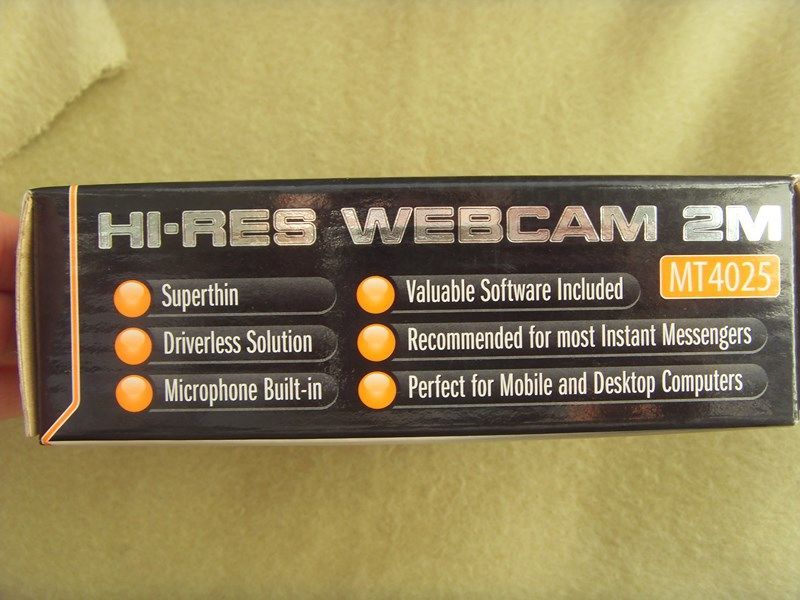 HI-RES WEBCAM 2M
MT4025
Superthin
Driverless Solution
Microphone Built-in
Valuable Software Included
Recommended for most Instant Messengers
Perfect for Mobile and Desktop Computers